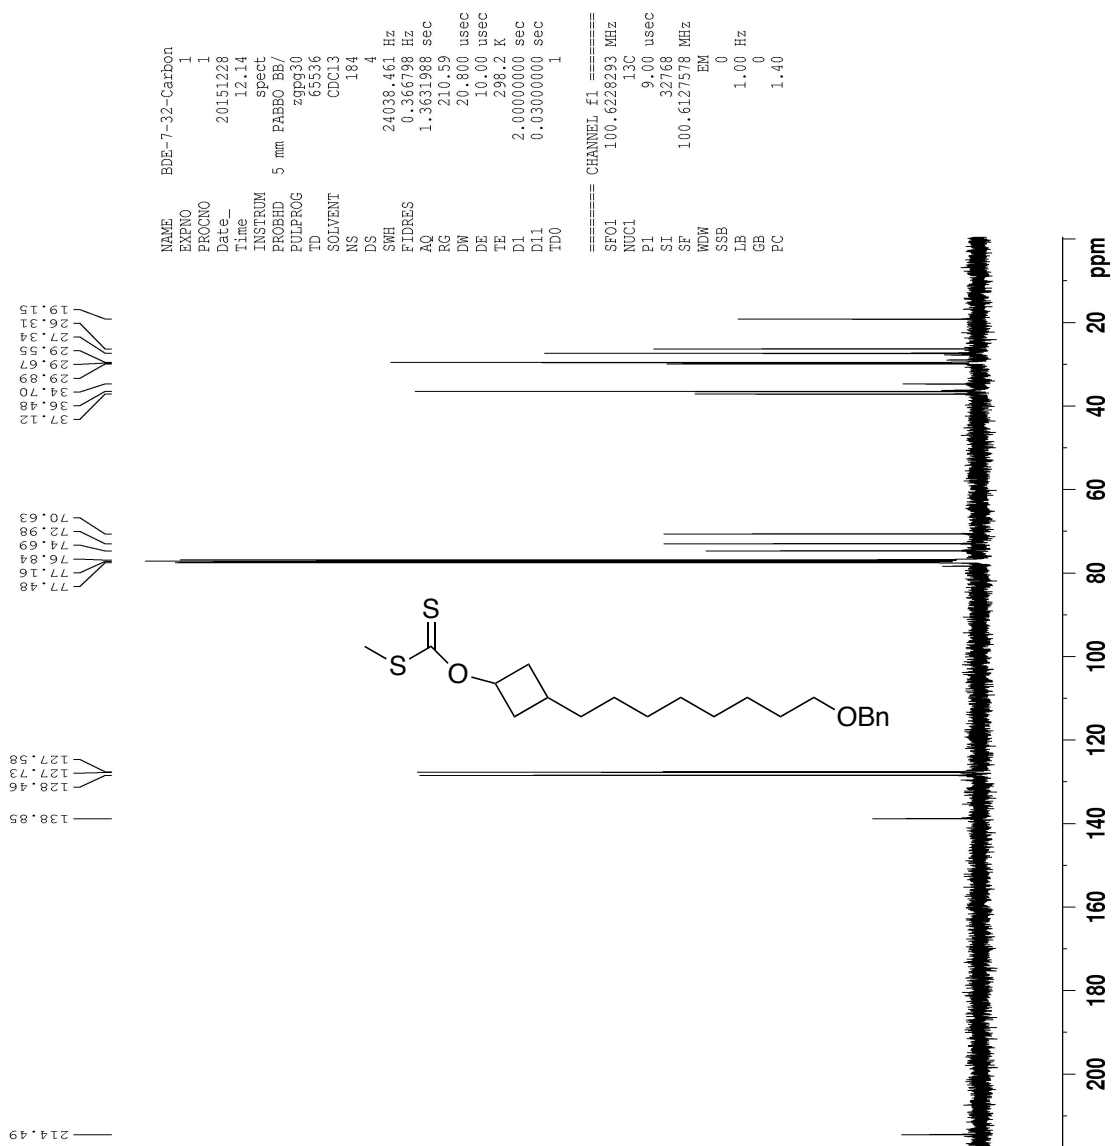 NAME BDE-7-32-Carbon
EXPNO 1
PROCNO 1
Date_ 20151228
Time 12.14
INSTRUM spect
PROBHD 5 mm PABBO BB/
PULPROG zgpg30
TD 65536
SOLVENT CDCl3
NS 184
DS 4
SWH 24038.461 Hz
FIDRES 0.366798 Hz
AQ 1.3631988 sec
RG 210.59
DW 20.800 usec
DE 10.00 usec
TE 298.2 K
D1 2.00000000 sec
D11 0.03000000 sec
TD0 1
======== CHANNEL f1 ========
SFO1 100.6228293 MHz
NUC1 13C
P1 9.00 usec
SI 32768
SF 100.6127578 MHz
WDW EM
SSB 0
LB 1.00 Hz
GB 0
PC 1.40
19.15
26.31
27.34
29.55
29.67
29.89
34.70
36.48
37.12
70.63
72.98
74.69
76.84
77.16
77.48
127.58
127.73
128.46
138.85
214.49
S
S
O
OBn
ppm
20
40
60
80
100
120
140
160
180
200